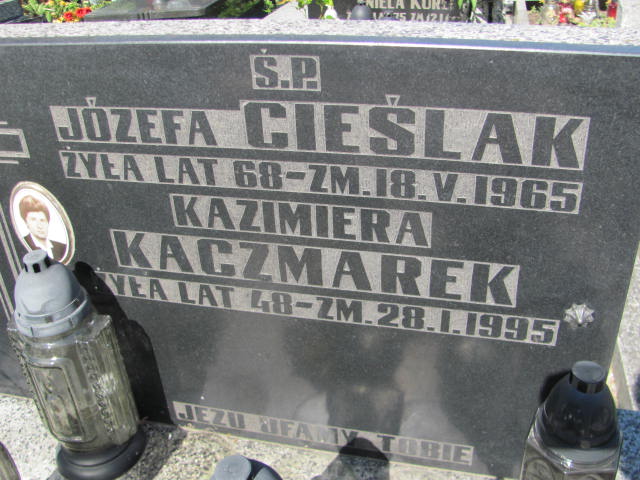 Ś.P.
JÓZEFA CIEŚLAK
ŻYŁA LAT 68-ZM.18.V.1965
KAZIMIERA
KACZMAREK
ŻYŁA LAT 48-ZM.28.I.1995
JEZU UFAMY TOBIE